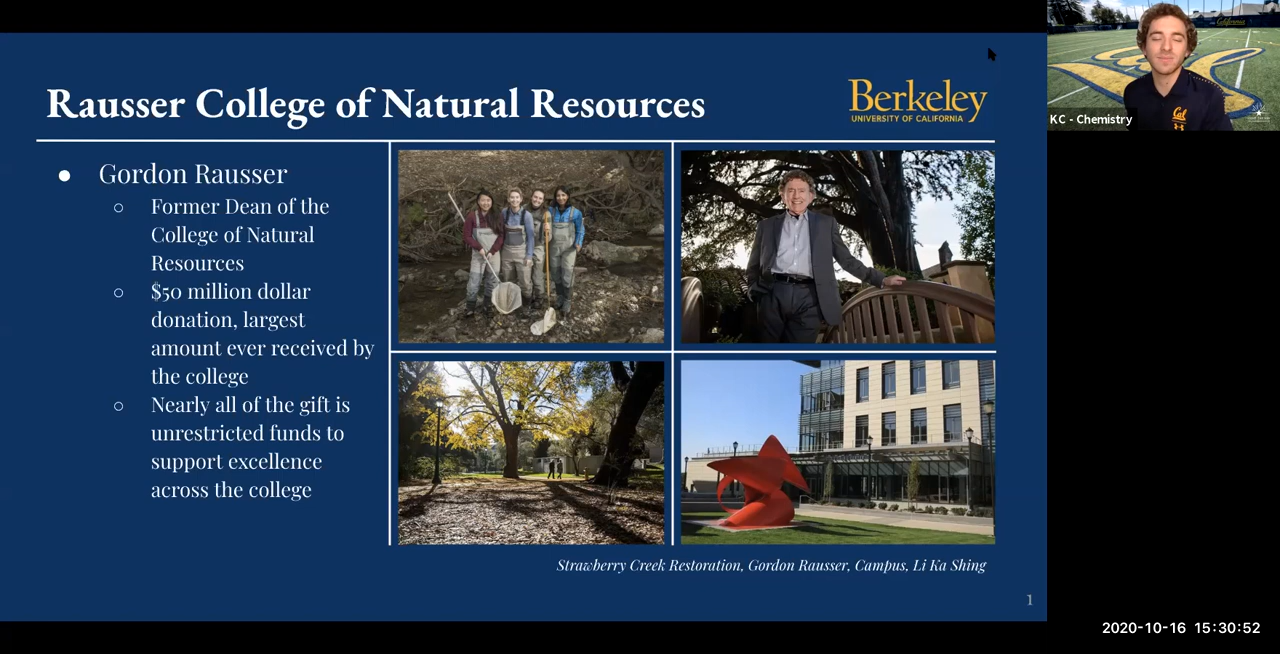 Rausser College of Natural Resources
Berkeley
UNIVERSITY OF CALIFORNIA
● Gordon Rausser
○ Former Dean of the
College of Natural
Resources
○ $50 million dollar
donation, largest
amount ever received by
the college
○ Nearly all of the gift is
unrestricted funds to
support excellence
across the college
Strawberry Creek Restoration, Gordon Rausser, Campus, Li Ka Shing
1
California
Cal
KC - Chemistry
2020-10-16 15:30:52